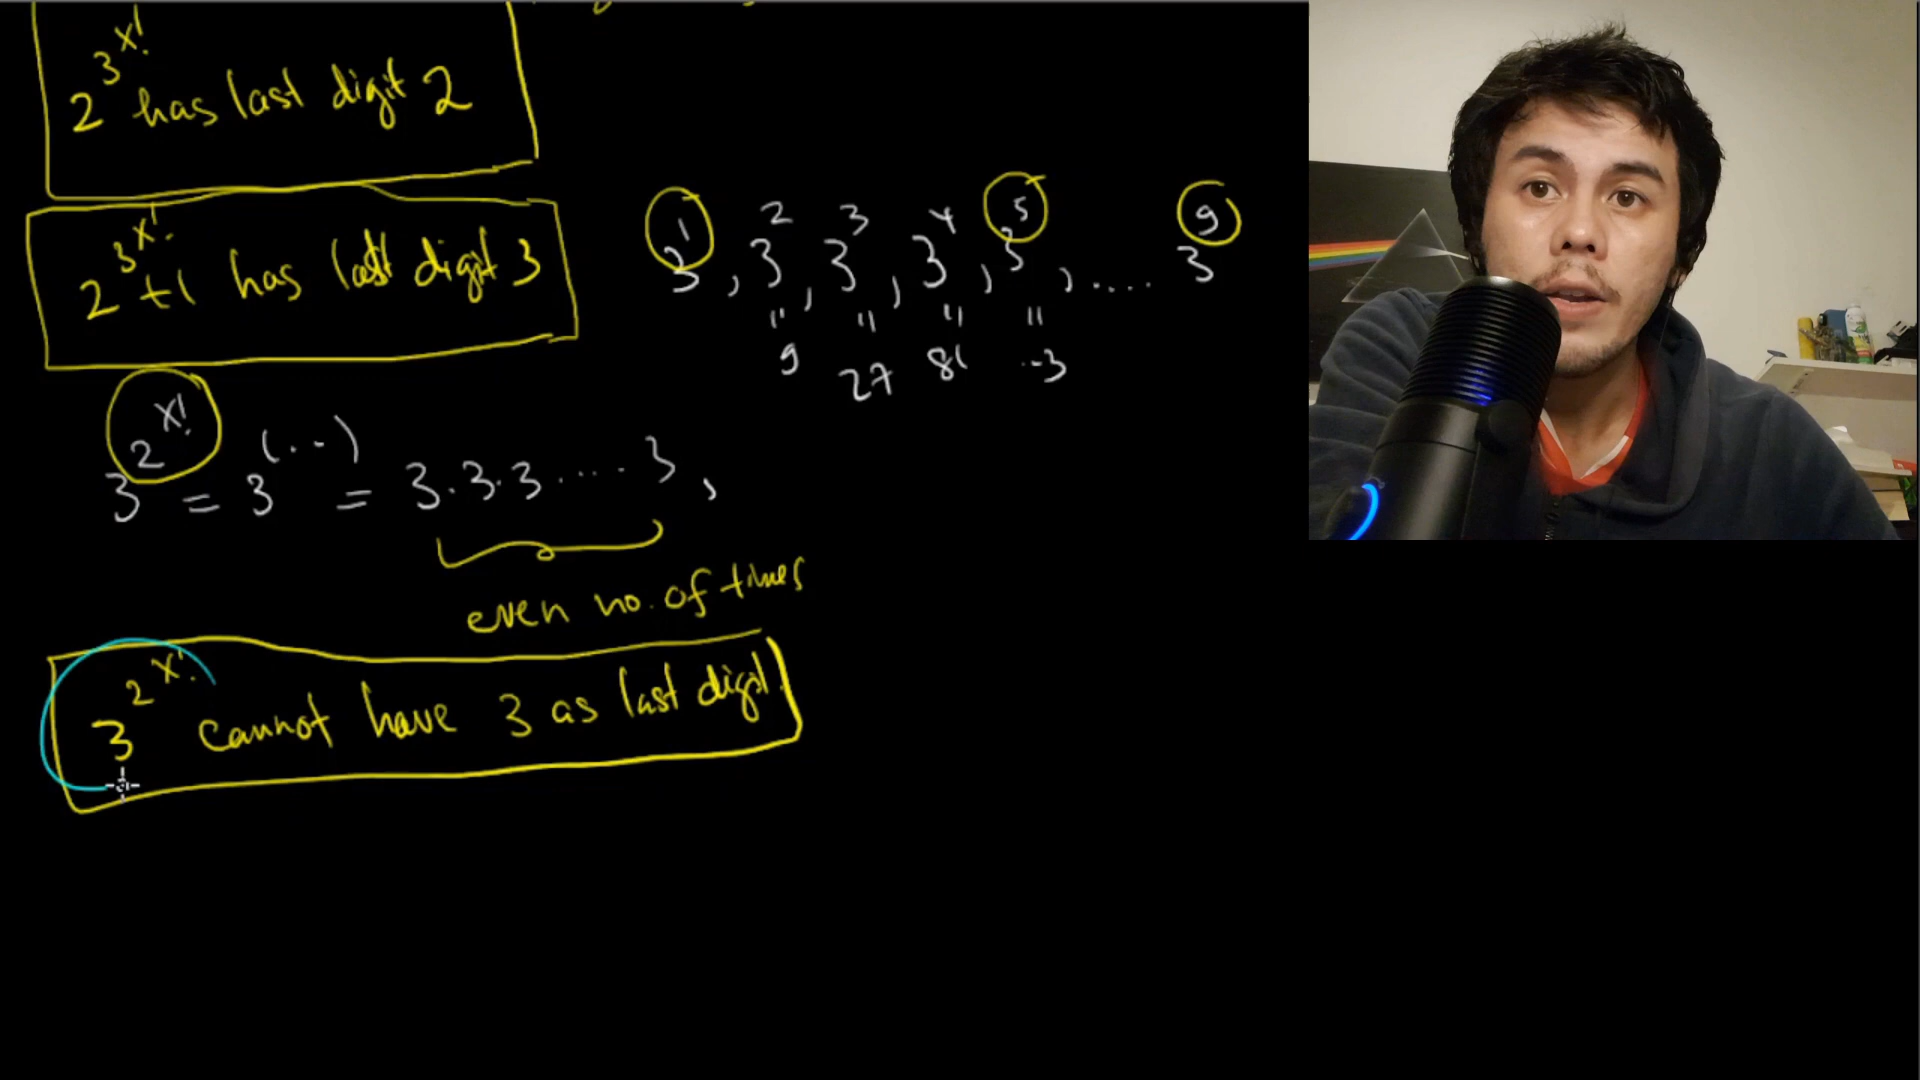 2^3^x! has last digit 2
2^3^x! + 1 has last digit 3
3^1, 3^2, 3^3, 3^4, 3^5, .... 3^9
" " " "
9 27 81 ..3
3^2^x! = 3^(...) = 3.3.3.....3,
even no. of times
3^2^x! cannot have 3 as last digit.